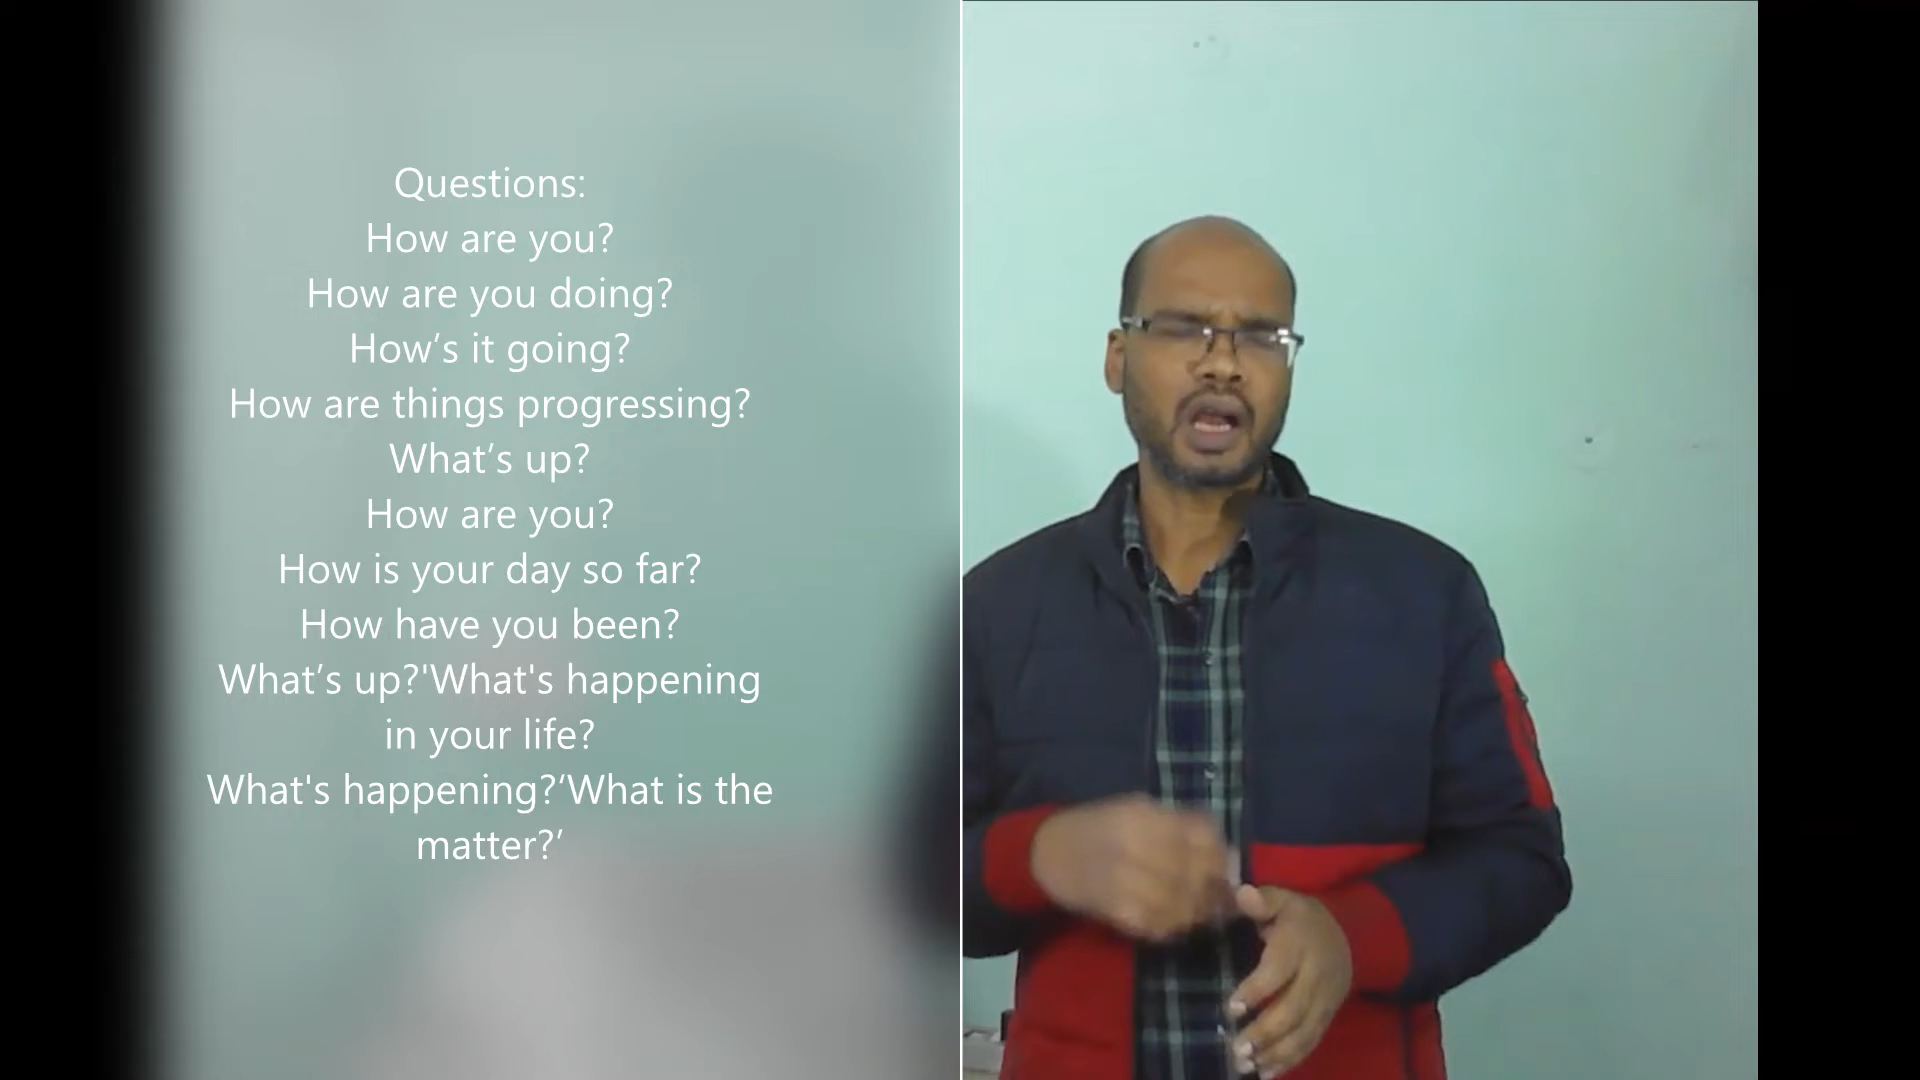 Questions:
How are you?
How are you doing?
How’s it going?
How are things progressing?
What’s up?
How are you?
How is your day so far?
How have you been?
What’s up?'What's happening
in your life?
What's happening?‘What is the
matter?’